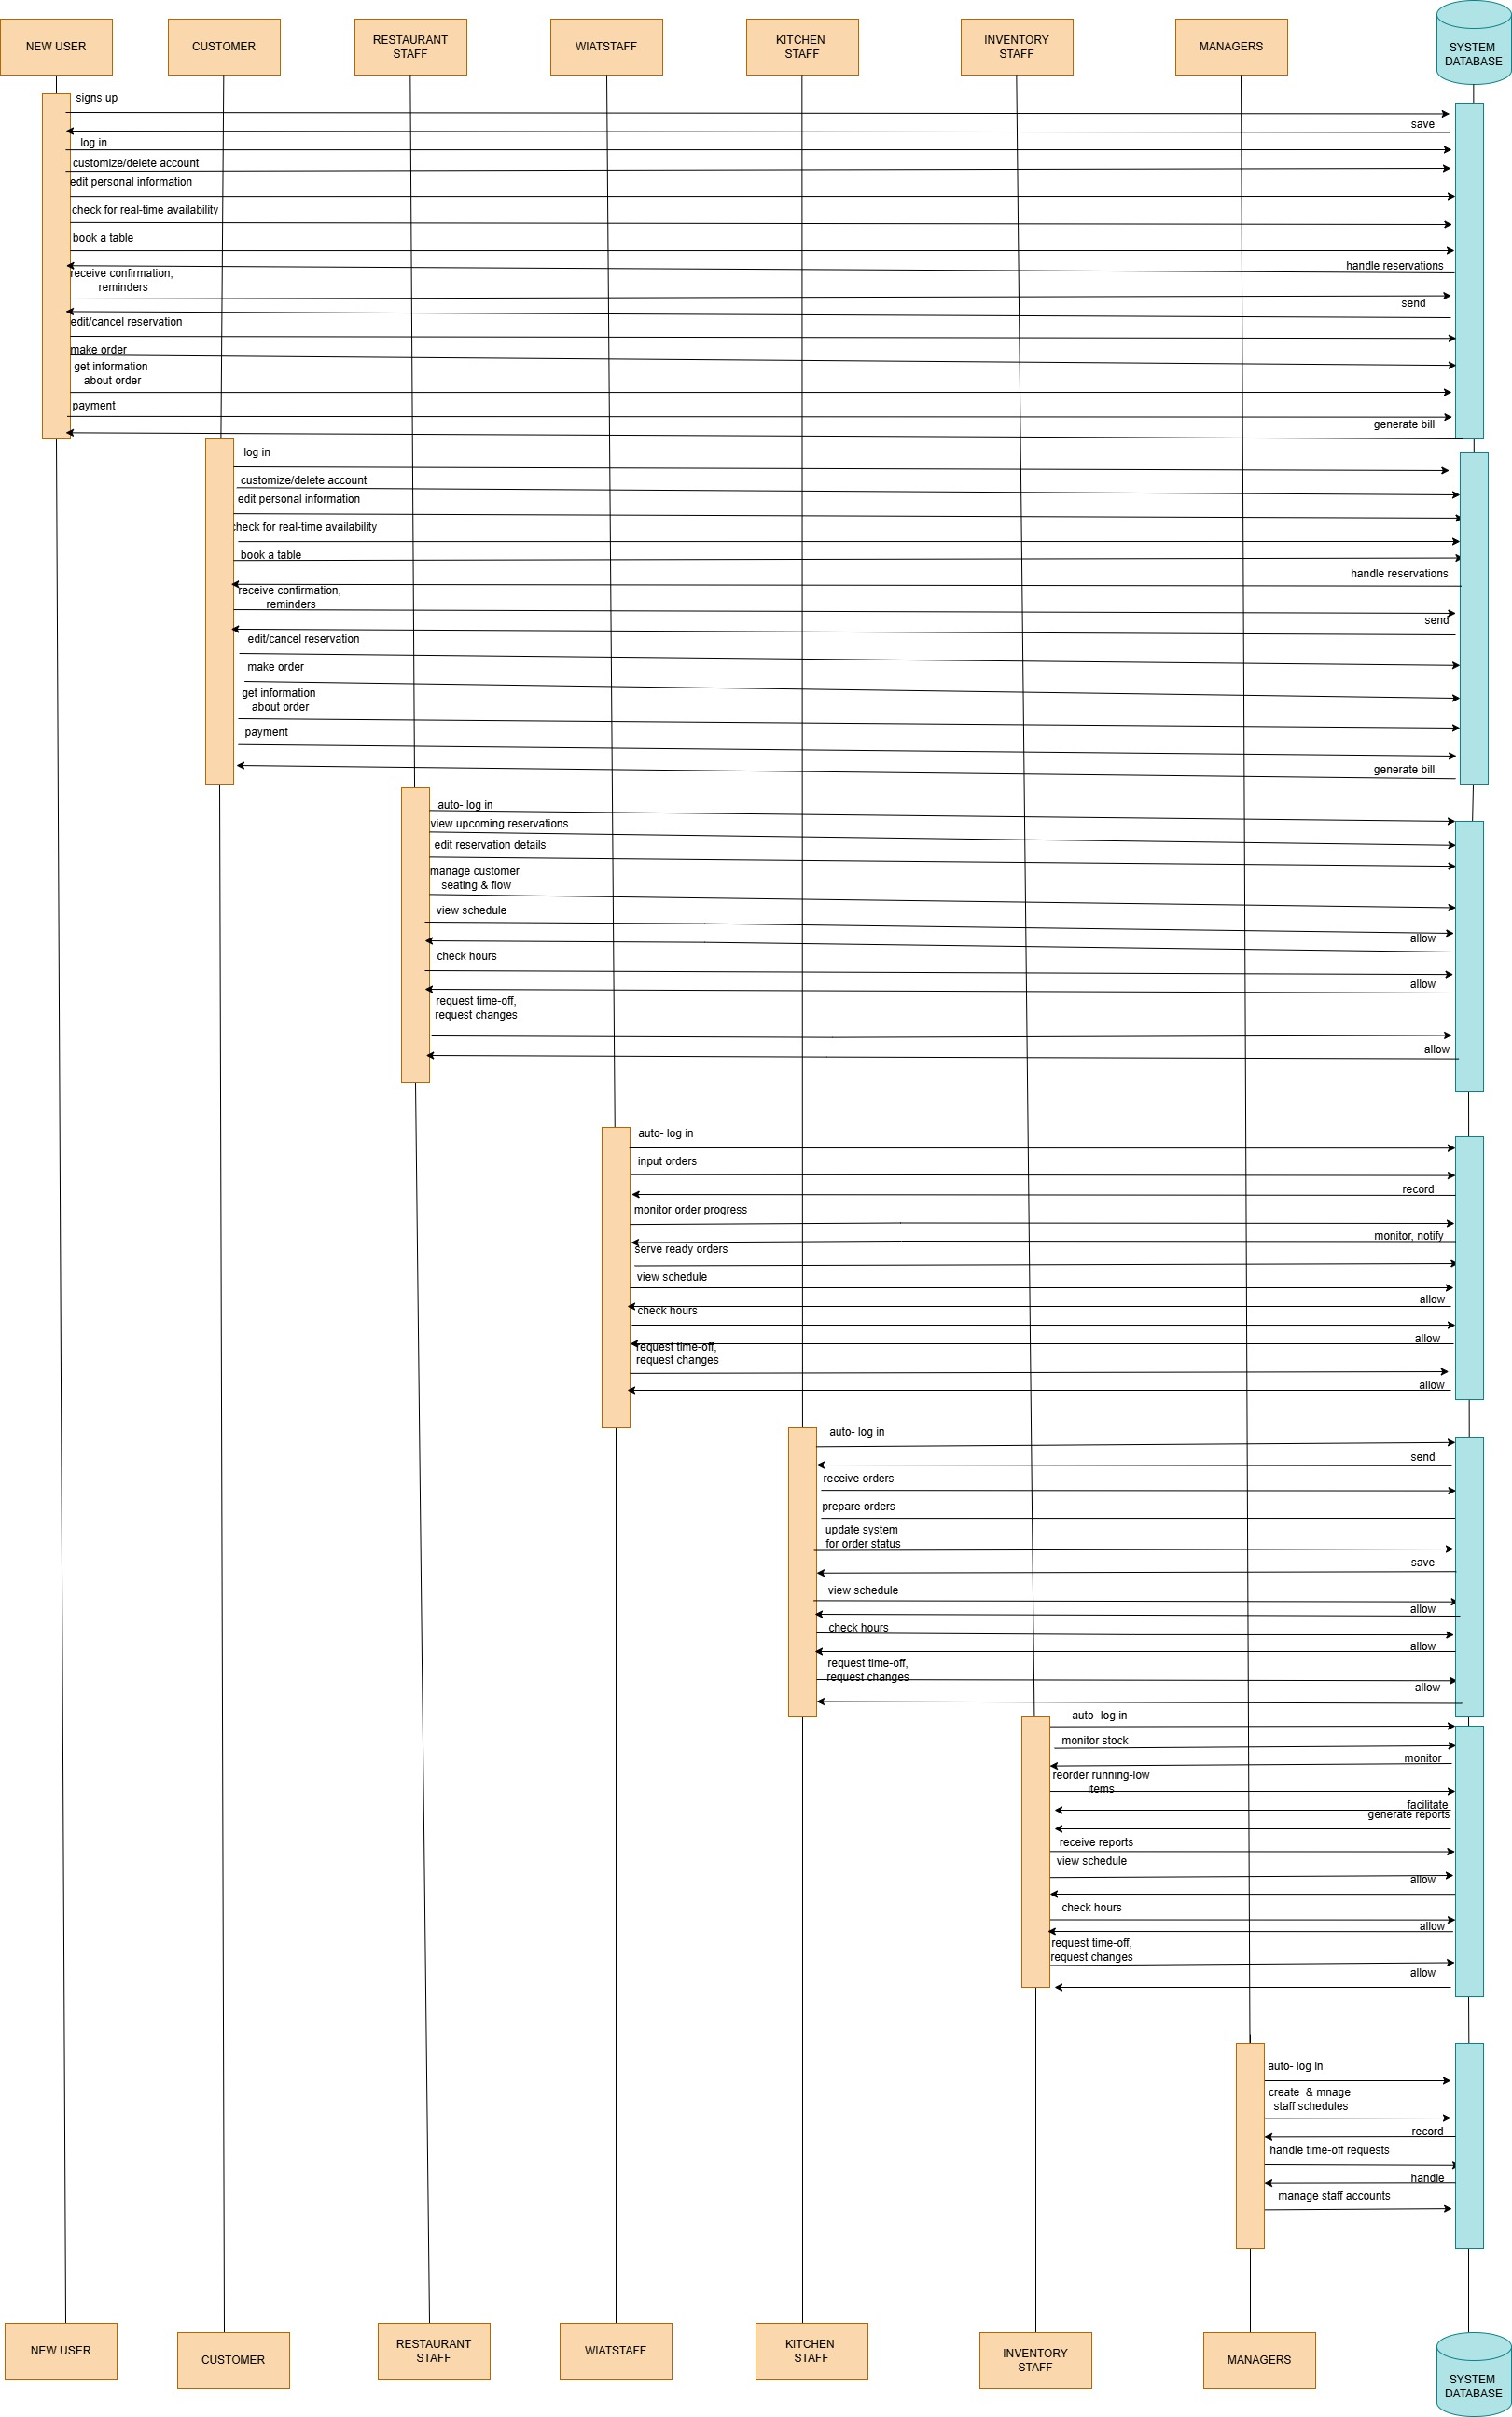 NEW USER
CUSTOMER
RESTAURANT
STAFF
WIATSTAFF
KITCHEN
STAFF
INVENTORY
STAFF
MANAGERS
SYSTEM
DATABASE
signs up
save
log in
customize/delete account
edit personal information
check for real-time availability
book a table
handle reservations
receive confirmation,
reminders
send
edit/cancel reservation
make order
get information
about order
payment
generate bill
log in
customize/delete account
edit personal information
check for real-time availability
book a table
handle reservations
receive confirmation,
reminders
send
edit/cancel reservation
make order
get information
about order
payment
generate bill
auto- log in
view upcoming reservations
edit reservation details
manage customer
seating & flow
view schedule
allow
check hours
allow
request time-off,
request changes
allow
auto- log in
input orders
record
monitor order progress
monitor, notify
serve ready orders
view schedule
allow
check hours
allow
request time-off,
request changes
allow
auto- log in
send
receive orders
prepare orders
update system
for order status
save
view schedule
allow
check hours
allow
request time-off,
request changes
allow
auto- log in
monitor stock
monitor
reorder running-low
items
facilitate
generate reports
receive reports
view schedule
allow
check hours
allow
request time-off,
request changes
allow
auto- log in
create & mnage
staff schedules
record
handle time-off requests
handle
manage staff accounts
NEW USER
CUSTOMER
RESTAURANT
STAFF
WIATSTAFF
KITCHEN
STAFF
INVENTORY
STAFF
MANAGERS
SYSTEM
DATABASE